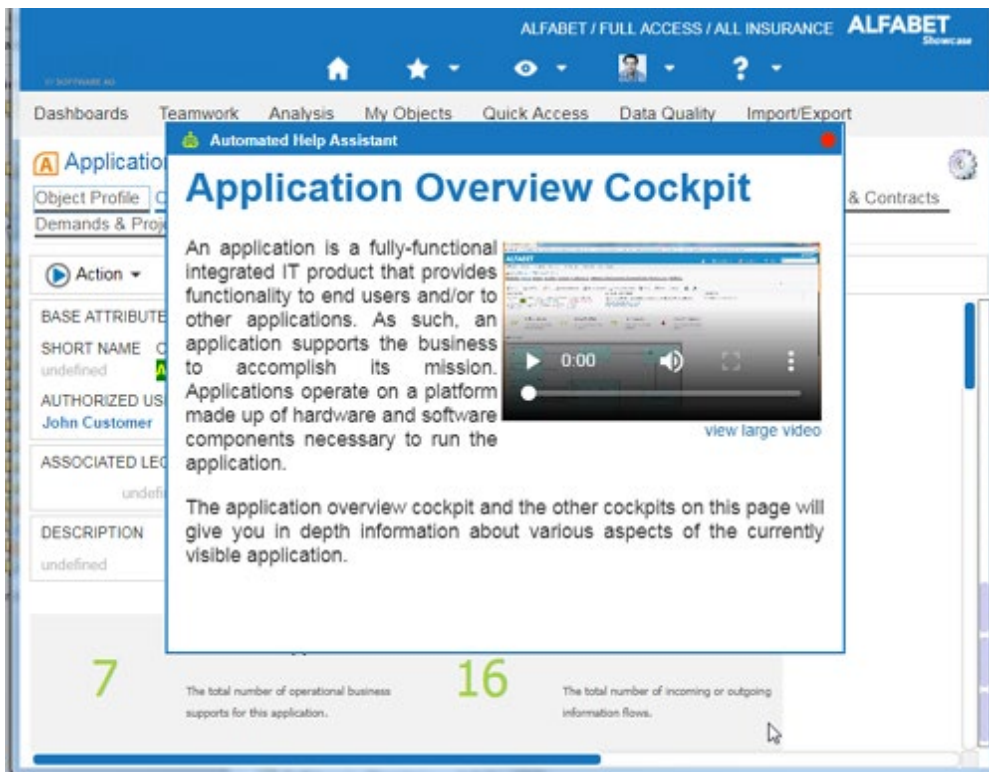 ALFABET / FULL ACCESS / ALL INSURANCE ALFABET
Showcase
SOFTWARE AG
?
Dashboards Teamwork Analysis My Objects Quick Access Data Quality Import/Export
Automated Help Assistant
A Applicatio
Object Profile & Contracts
Demands & Proj
Application Overview Cockpit
An application is a fully-functional
integrated IT product that provides
functionality to end users and/or to
other applications. As such, an
application supports the business
to accomplish its mission.
Applications operate on a platform
made up of hardware and software
components necessary to run the
application.
ALFABET
0:00
view large video
The application overview cockpit and the other cockpits on this page will
give you in depth information about various aspects of the currently
visible application.
Action
BASE ATTRIBUTE
SHORT NAME
undefined
AUTHORIZED US
John Customer
ASSOCIATED LEG
undefi
DESCRIPTION
undefined
7
The total number of operational business
supports for this application.
16
The total number of incoming or outgoing
information flows.